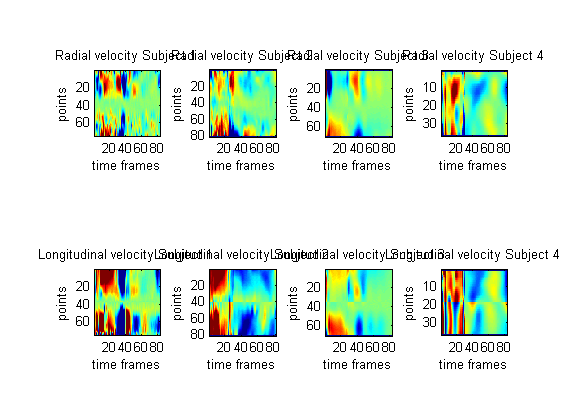 Radial velocity Subject 1 Radial velocity Subject 2 Radial velocity Subject 3 Radial velocity Subject 4
points 20 40 60 points 20 40 60 points 20 40 60 points 10 20 30
20 40 60 80 20 40 60 80 20 40 60 80 20 40 60 80
time frames time frames time frames time frames
Longitudinal velocity Subject 1 Longitudinal velocity Subject 2 Longitudinal velocity Subject 3 Longitudinal velocity Subject 4
points 20 40 60 points 20 40 60 80 points 20 40 60 points 10 20 30
20 40 60 80 20 40 60 80 20 40 60 80 20 40 60 80
time frames time frames time frames time frames